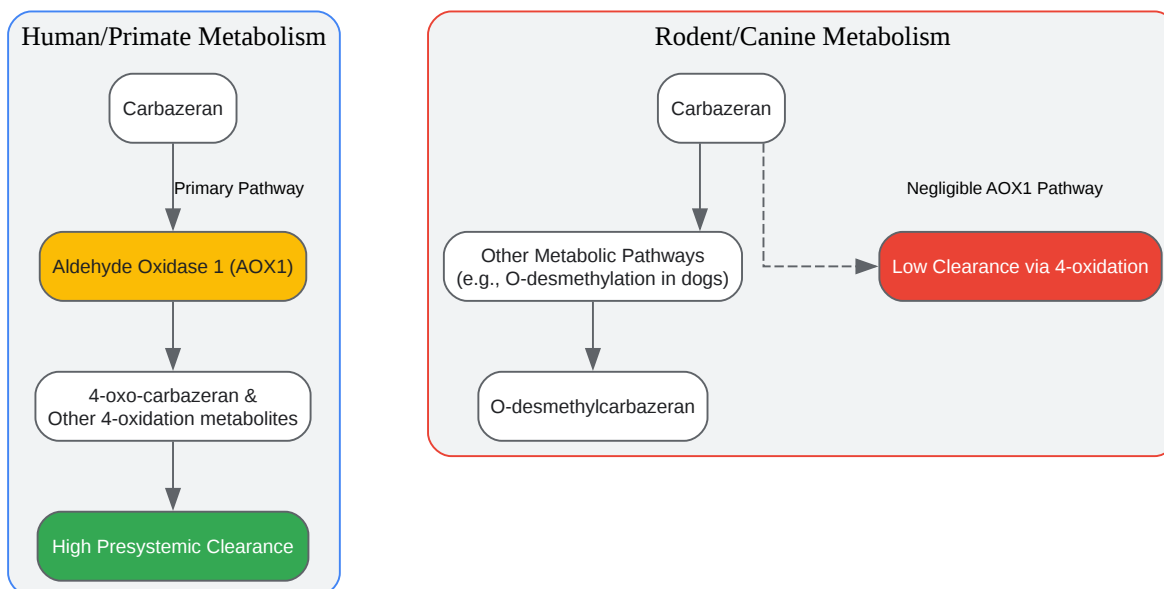 Human/Primate Metabolism
Carbazeran
Primary Pathway
Aldehyde Oxidase 1 (AOX1)
4-oxo-carbazeran &
Other 4-oxidation metabolites
High Presystemic Clearance
Rodent/Canine Metabolism
Carbazeran
Negligible AOX1 Pathway
Other Metabolic Pathways
(e.g., O-desmethylation in dogs)
Low Clearance via 4-oxidation
O-desmethylcarbazeran